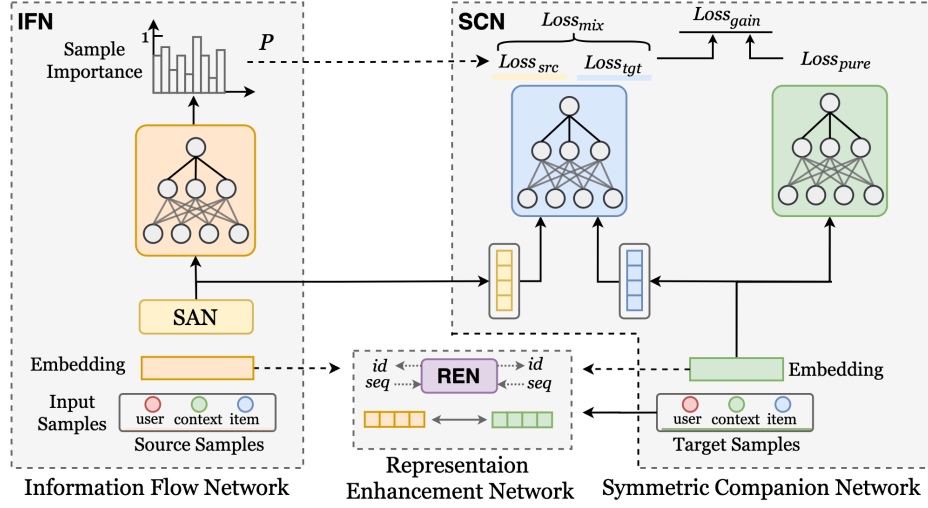 IFN
1
Sample
Importance
P
SAN
Embedding
Input
Samples
user context item
Source Samples
Information Flow Network
id id
seq seq
REN
Representaion
Enhancement Network
SCN
Loss_mix
Loss_src Loss_tgt
Loss_gain
Loss_pure
Embedding
user context item
Target Samples
Symmetric Companion Network